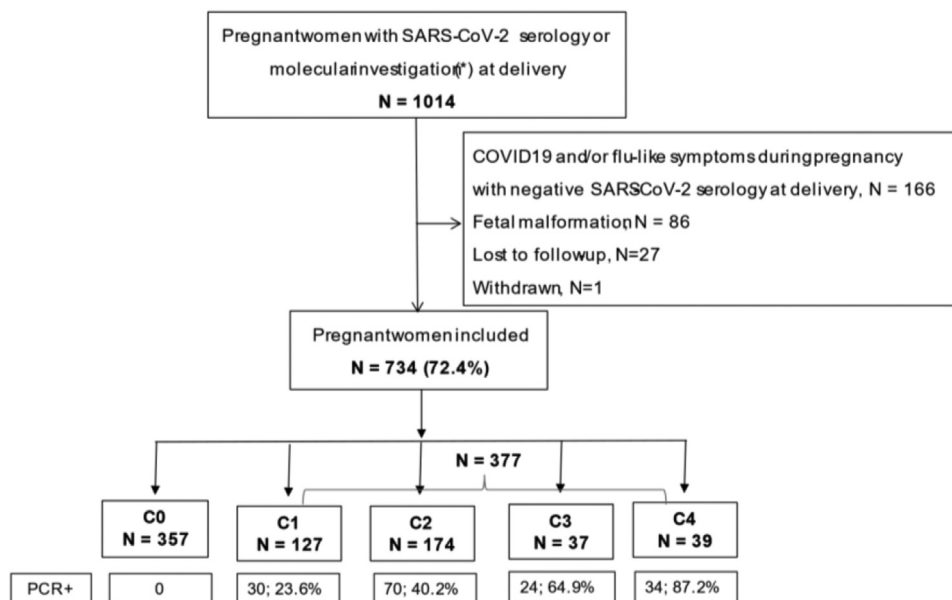 Pregnantwomen with SARS-CoV-2 serology or
molecularinvestigation(*) at delivery
N = 1014
COVID19 and/or flu-like symptoms duringpregnancy
with negative SARSCoV-2 serology at delivery, N = 166
Fetal malformation, N = 86
Lost to followup, N=27
Withdrawn, N=1
Pregnantwomen included
N = 734 (72.4%)
N = 377
C0
N = 357
C1
N = 127
C2
N = 174
C3
N = 37
C4
N = 39
PCR+ 0 30; 23.6% 70; 40.2% 24; 64.9% 34; 87.2%